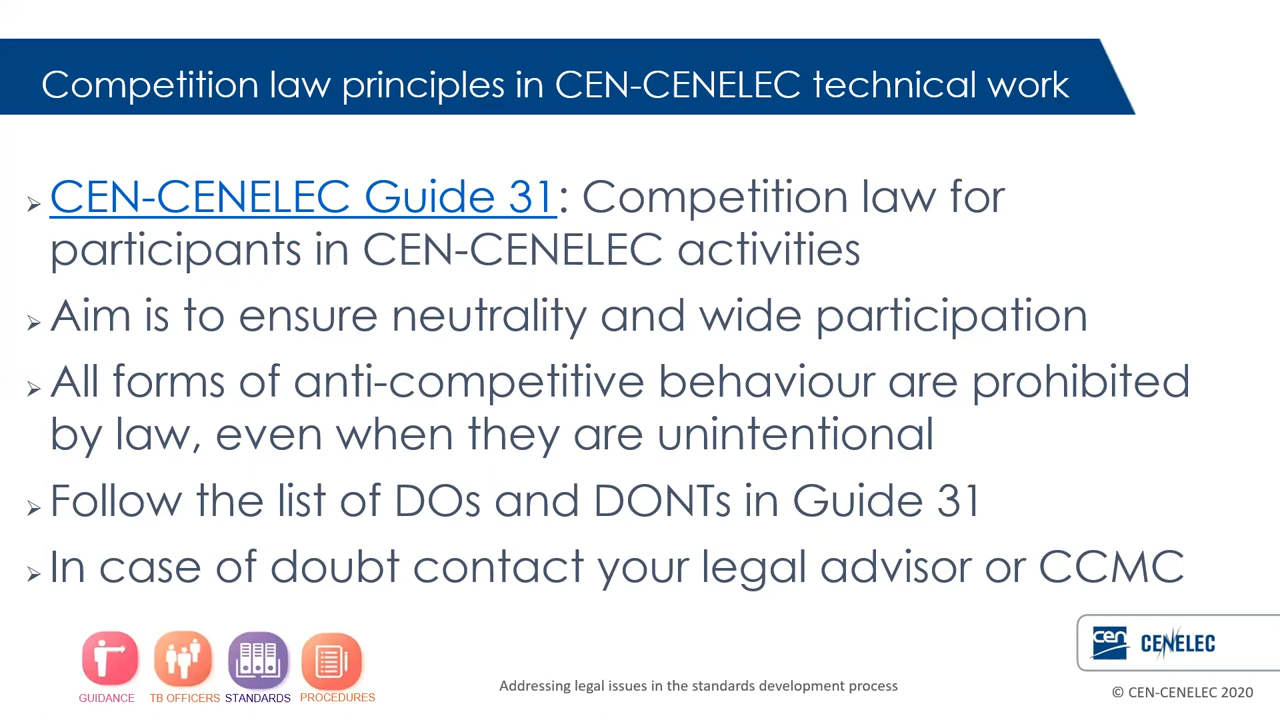 Competition law principles in CEN-CENELEC technical work
CEN-CENELEC Guide 31: Competition law for
participants in CEN-CENELEC activities
Aim is to ensure neutrality and wide participation
All forms of anti-competitive behaviour are prohibited
by law, even when they are unintentional
Follow the list of DOs and DONTs in Guide 31
In case of doubt contact your legal advisor or CCMC
GUIDANCE TB OFFICERS STANDARDS PROCEDURES
Addressing legal issues in the standards development process
cen CENELEC
© CEN-CENELEC 2020